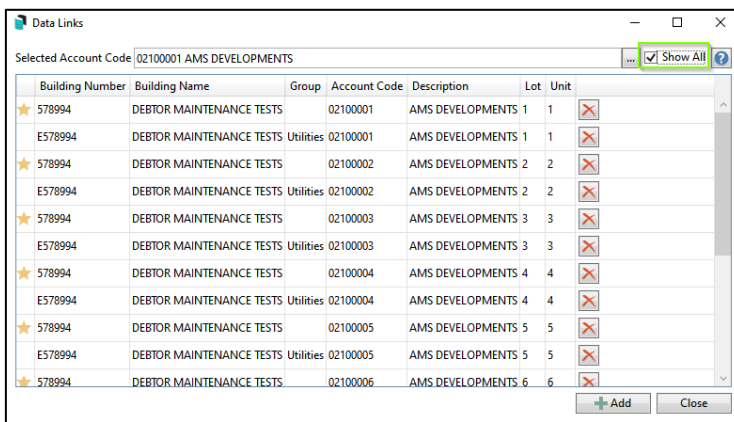 Data Links
Selected Account Code 02100001 AMS DEVELOPMENTS ... Show All ?
Building Number Building Name Group Account Code Description Lot Unit
578994 DEBTOR MAINTENANCE TESTS 02100001 AMS DEVELOPMENTS 1 1
E578994 DEBTOR MAINTENANCE TESTS Utilities 02100001 AMS DEVELOPMENTS 1 1
578994 DEBTOR MAINTENANCE TESTS 02100002 AMS DEVELOPMENTS 2 2
E578994 DEBTOR MAINTENANCE TESTS Utilities 02100002 AMS DEVELOPMENTS 2 2
578994 DEBTOR MAINTENANCE TESTS 02100003 AMS DEVELOPMENTS 3 3
E578994 DEBTOR MAINTENANCE TESTS Utilities 02100003 AMS DEVELOPMENTS 3 3
578994 DEBTOR MAINTENANCE TESTS 02100004 AMS DEVELOPMENTS 4 4
E578994 DEBTOR MAINTENANCE TESTS Utilities 02100004 AMS DEVELOPMENTS 4 4
578994 DEBTOR MAINTENANCE TESTS 02100005 AMS DEVELOPMENTS 5 5
E578994 DEBTOR MAINTENANCE TESTS Utilities 02100005 AMS DEVELOPMENTS 5 5
578994 DEBTOR MAINTENANCE TESTS 02100006 AMS DEVELOPMENTS 6 6
Add Close